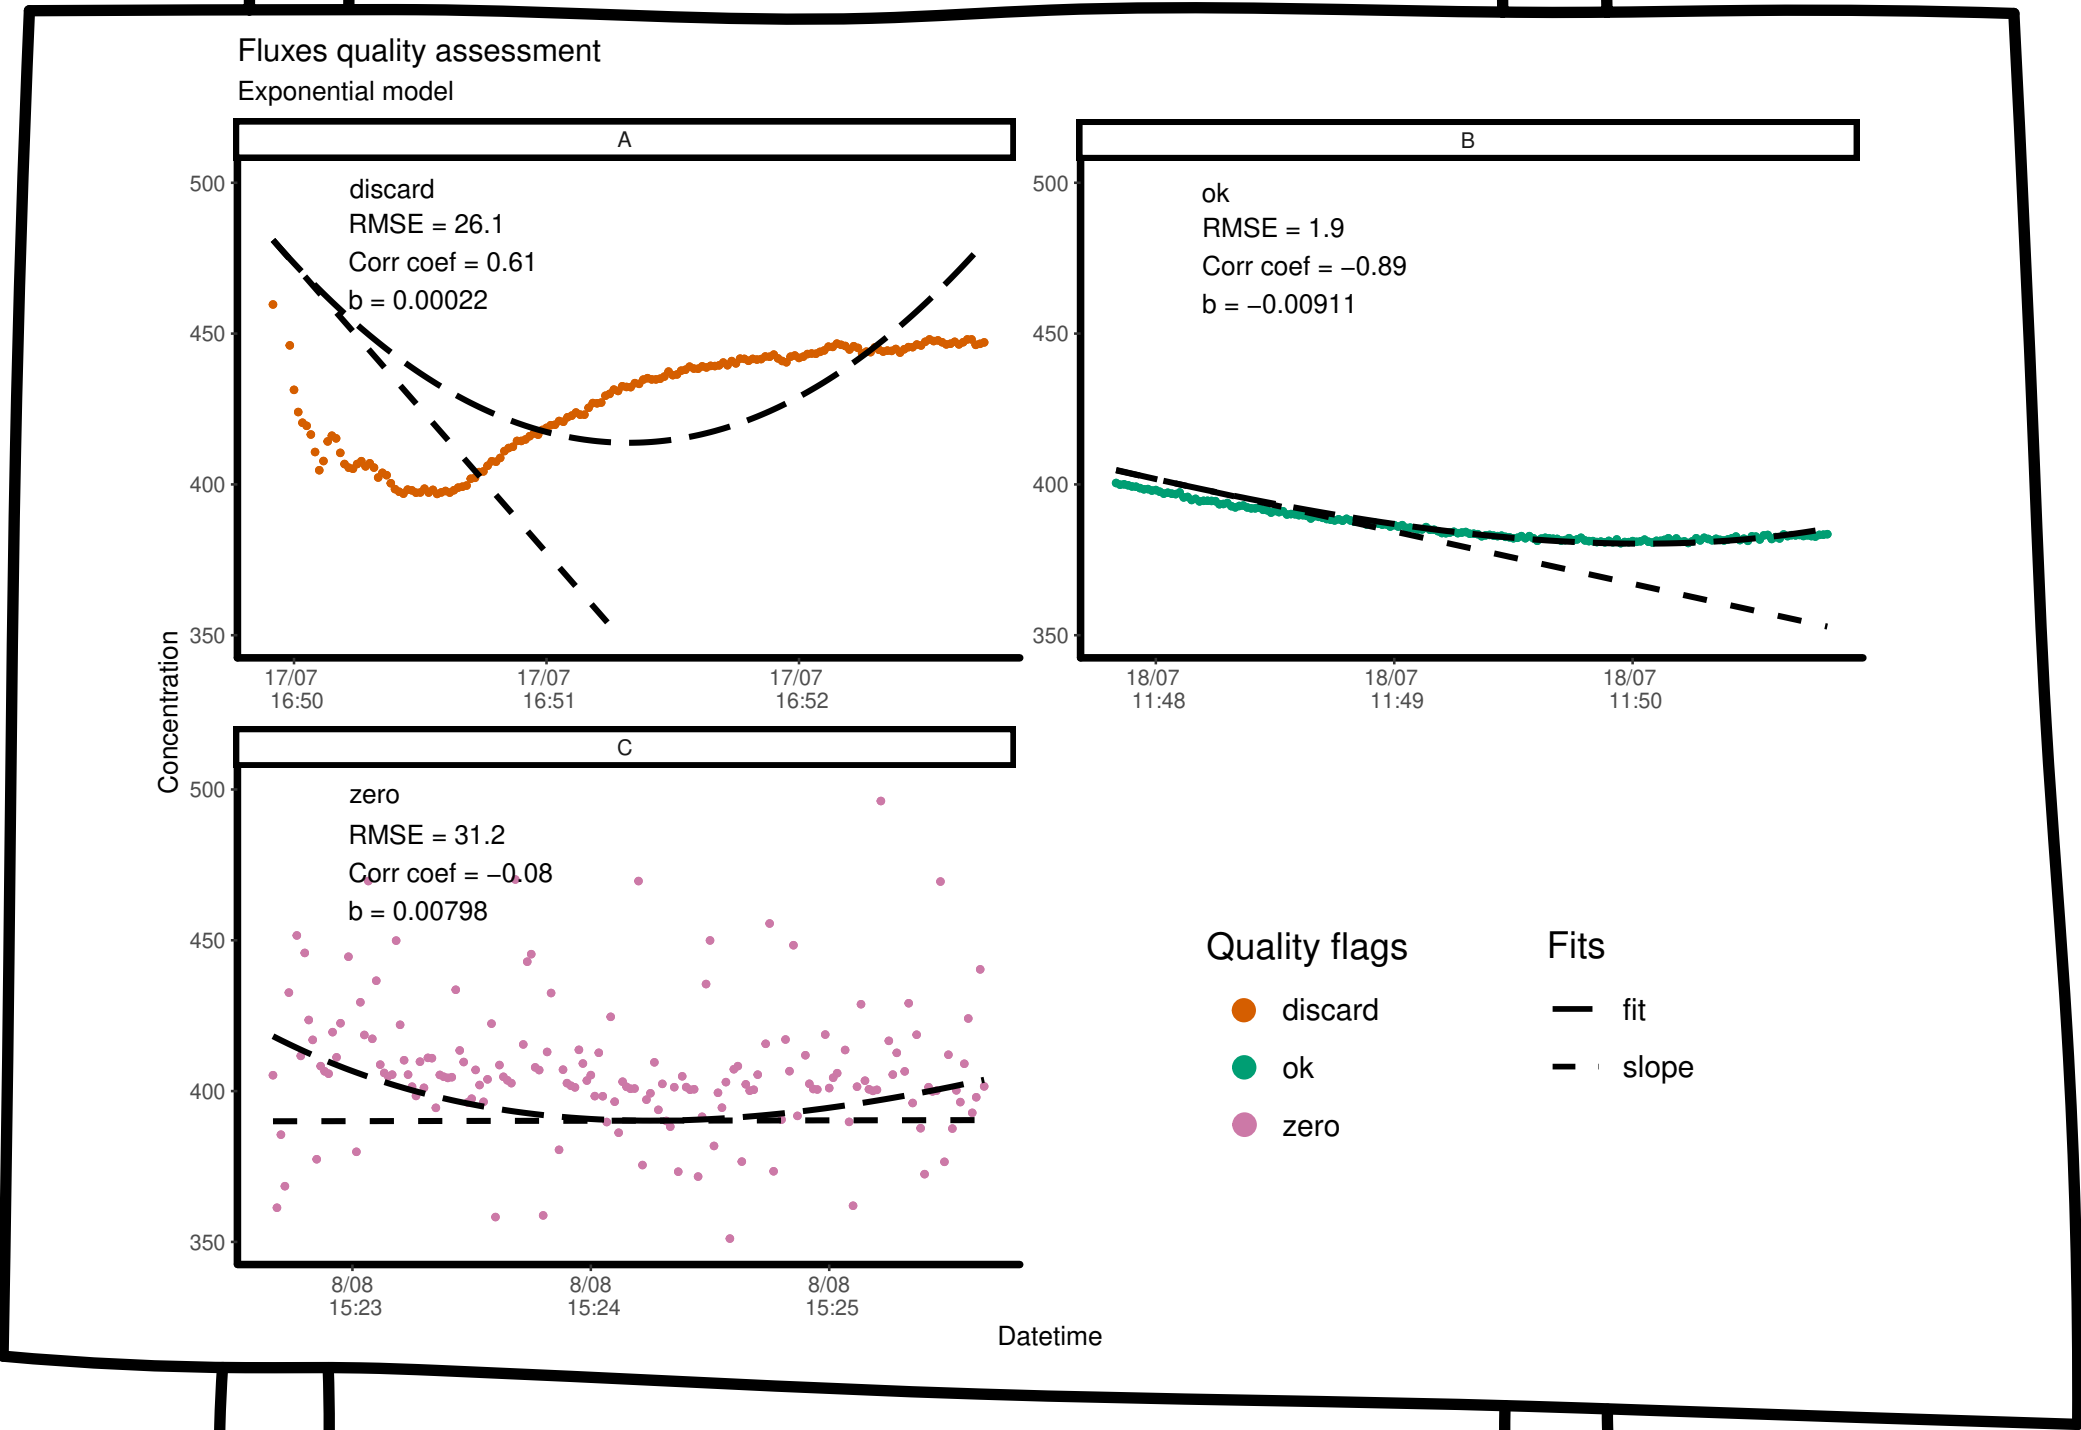 Fluxes quality assessment
Exponential model
A
discard
RMSE = 26.1
Corr coef = 0.61
b = 0.00022
500
450
400
350
17/07
16:50
17/07
16:51
17/07
16:52
B
ok
RMSE = 1.9
Corr coef = −0.89
b = −0.00911
500
450
400
350
18/07
11:48
18/07
11:49
18/07
11:50
Concentration
C
zero
RMSE = 31.2
Corr coef = −0.08
b = 0.00798
500
450
400
350
8/08
15:23
8/08
15:24
8/08
15:25
Datetime
Quality flags
discard
ok
zero
Fits
fit
slope